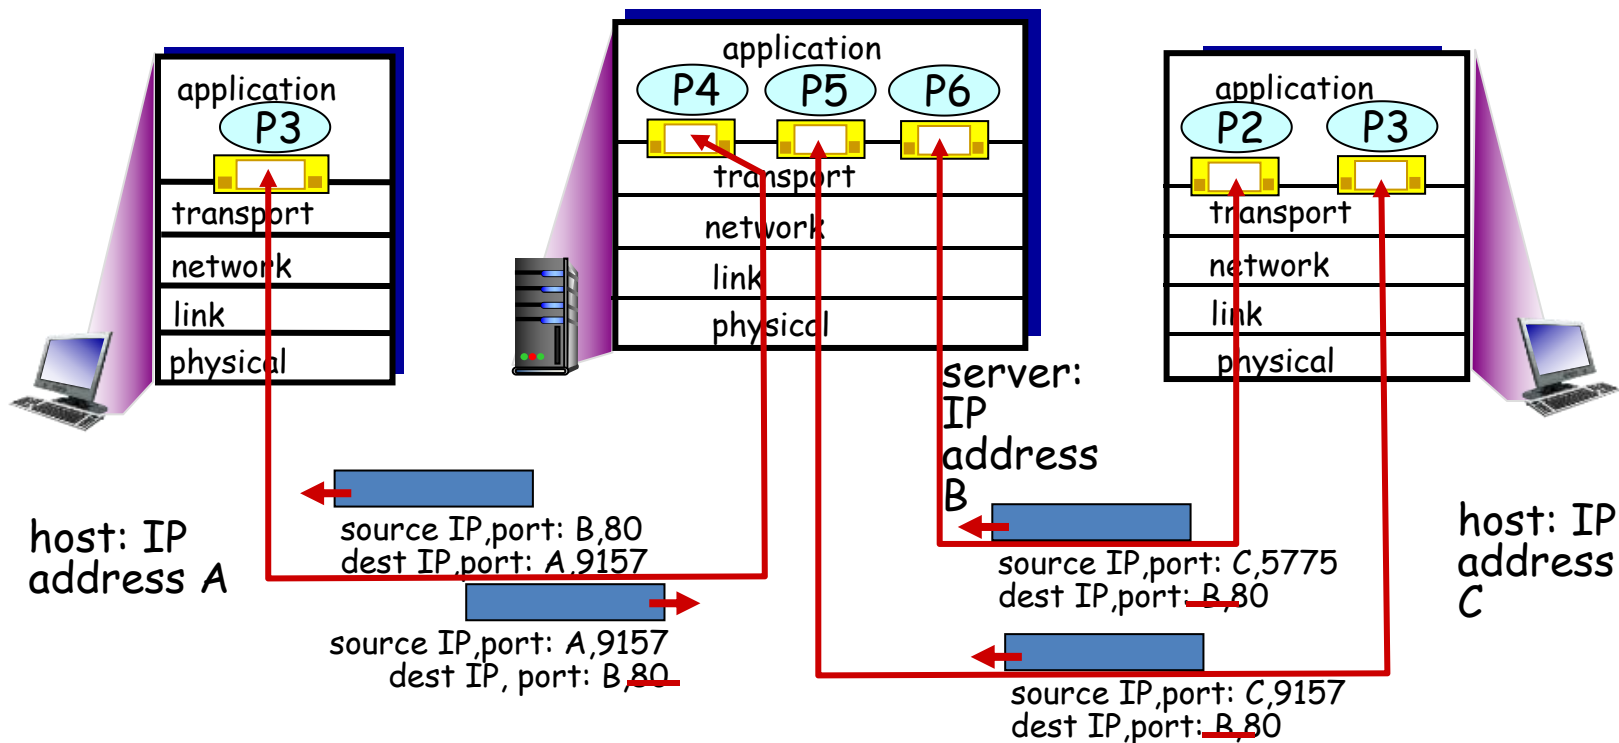 application
P3
transport
network
link
physical
host: IP
address A
application
P4
P5
P6
transport
network
link
physical
server:
IP
address
B
application
P2
P3
transport
network
link
physical
host: IP
address
C
source IP,port: B,80
dest IP,port: A,9157
source IP,port: A,9157
dest IP, port: B,80
source IP,port: C,5775
dest IP,port: B,80
source IP,port: C,9157
dest IP,port: B,80